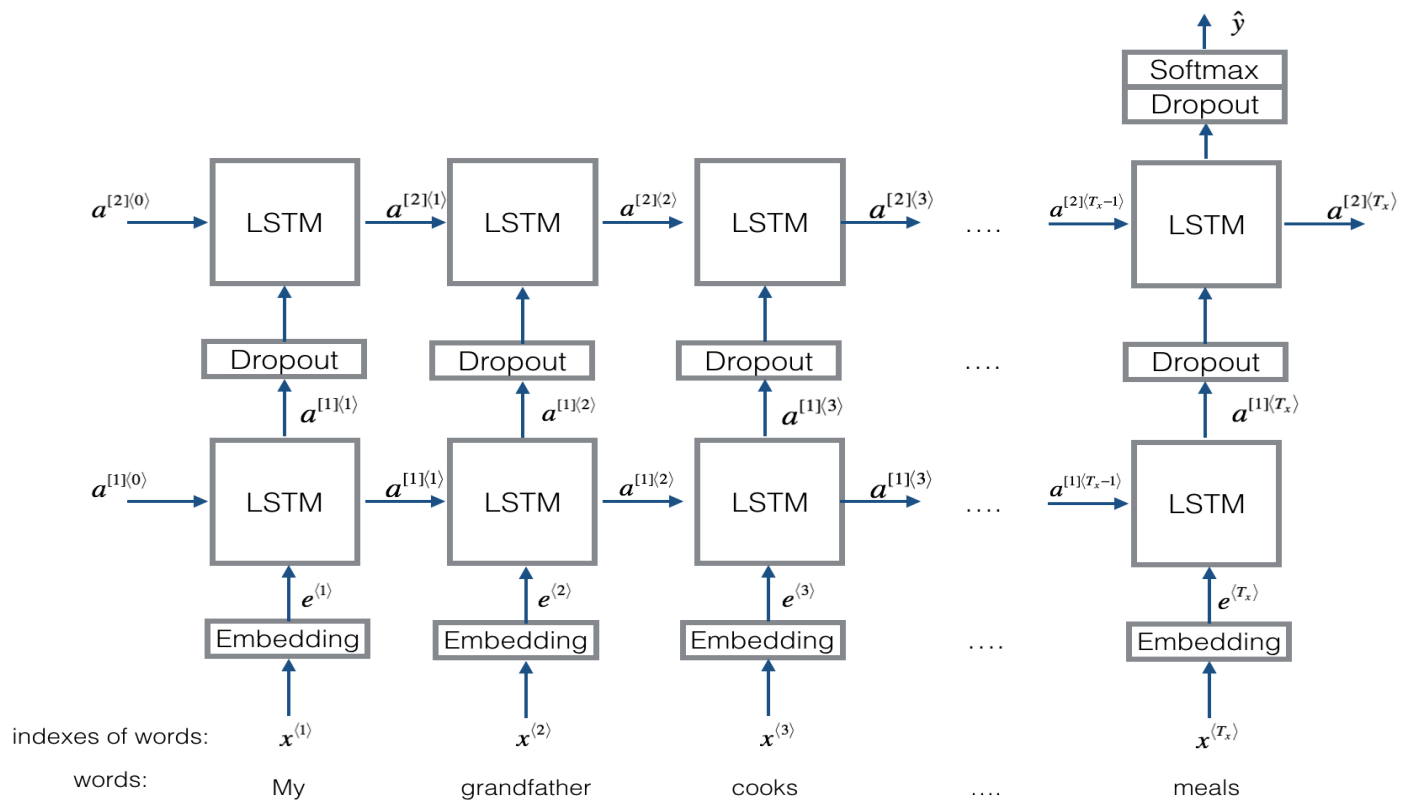 ŷ
Softmax
Dropout
a[2]⟨0⟩ LSTM a[2]⟨1⟩ LSTM a[2]⟨2⟩ LSTM a[2]⟨3⟩ .... a[2]⟨Tx−1⟩ LSTM a[2]⟨Tx⟩
Dropout Dropout Dropout .... Dropout
a[1]⟨1⟩ a[1]⟨2⟩ a[1]⟨3⟩ a[1]⟨Tx⟩
a[1]⟨0⟩ LSTM a[1]⟨1⟩ LSTM a[1]⟨2⟩ LSTM a[1]⟨3⟩ .... a[1]⟨Tx−1⟩ LSTM
e⟨1⟩ e⟨2⟩ e⟨3⟩ e⟨Tx⟩
Embedding Embedding Embedding .... Embedding
indexes of words: x⟨1⟩ x⟨2⟩ x⟨3⟩ x⟨Tx⟩
words: My grandfather cooks .... meals